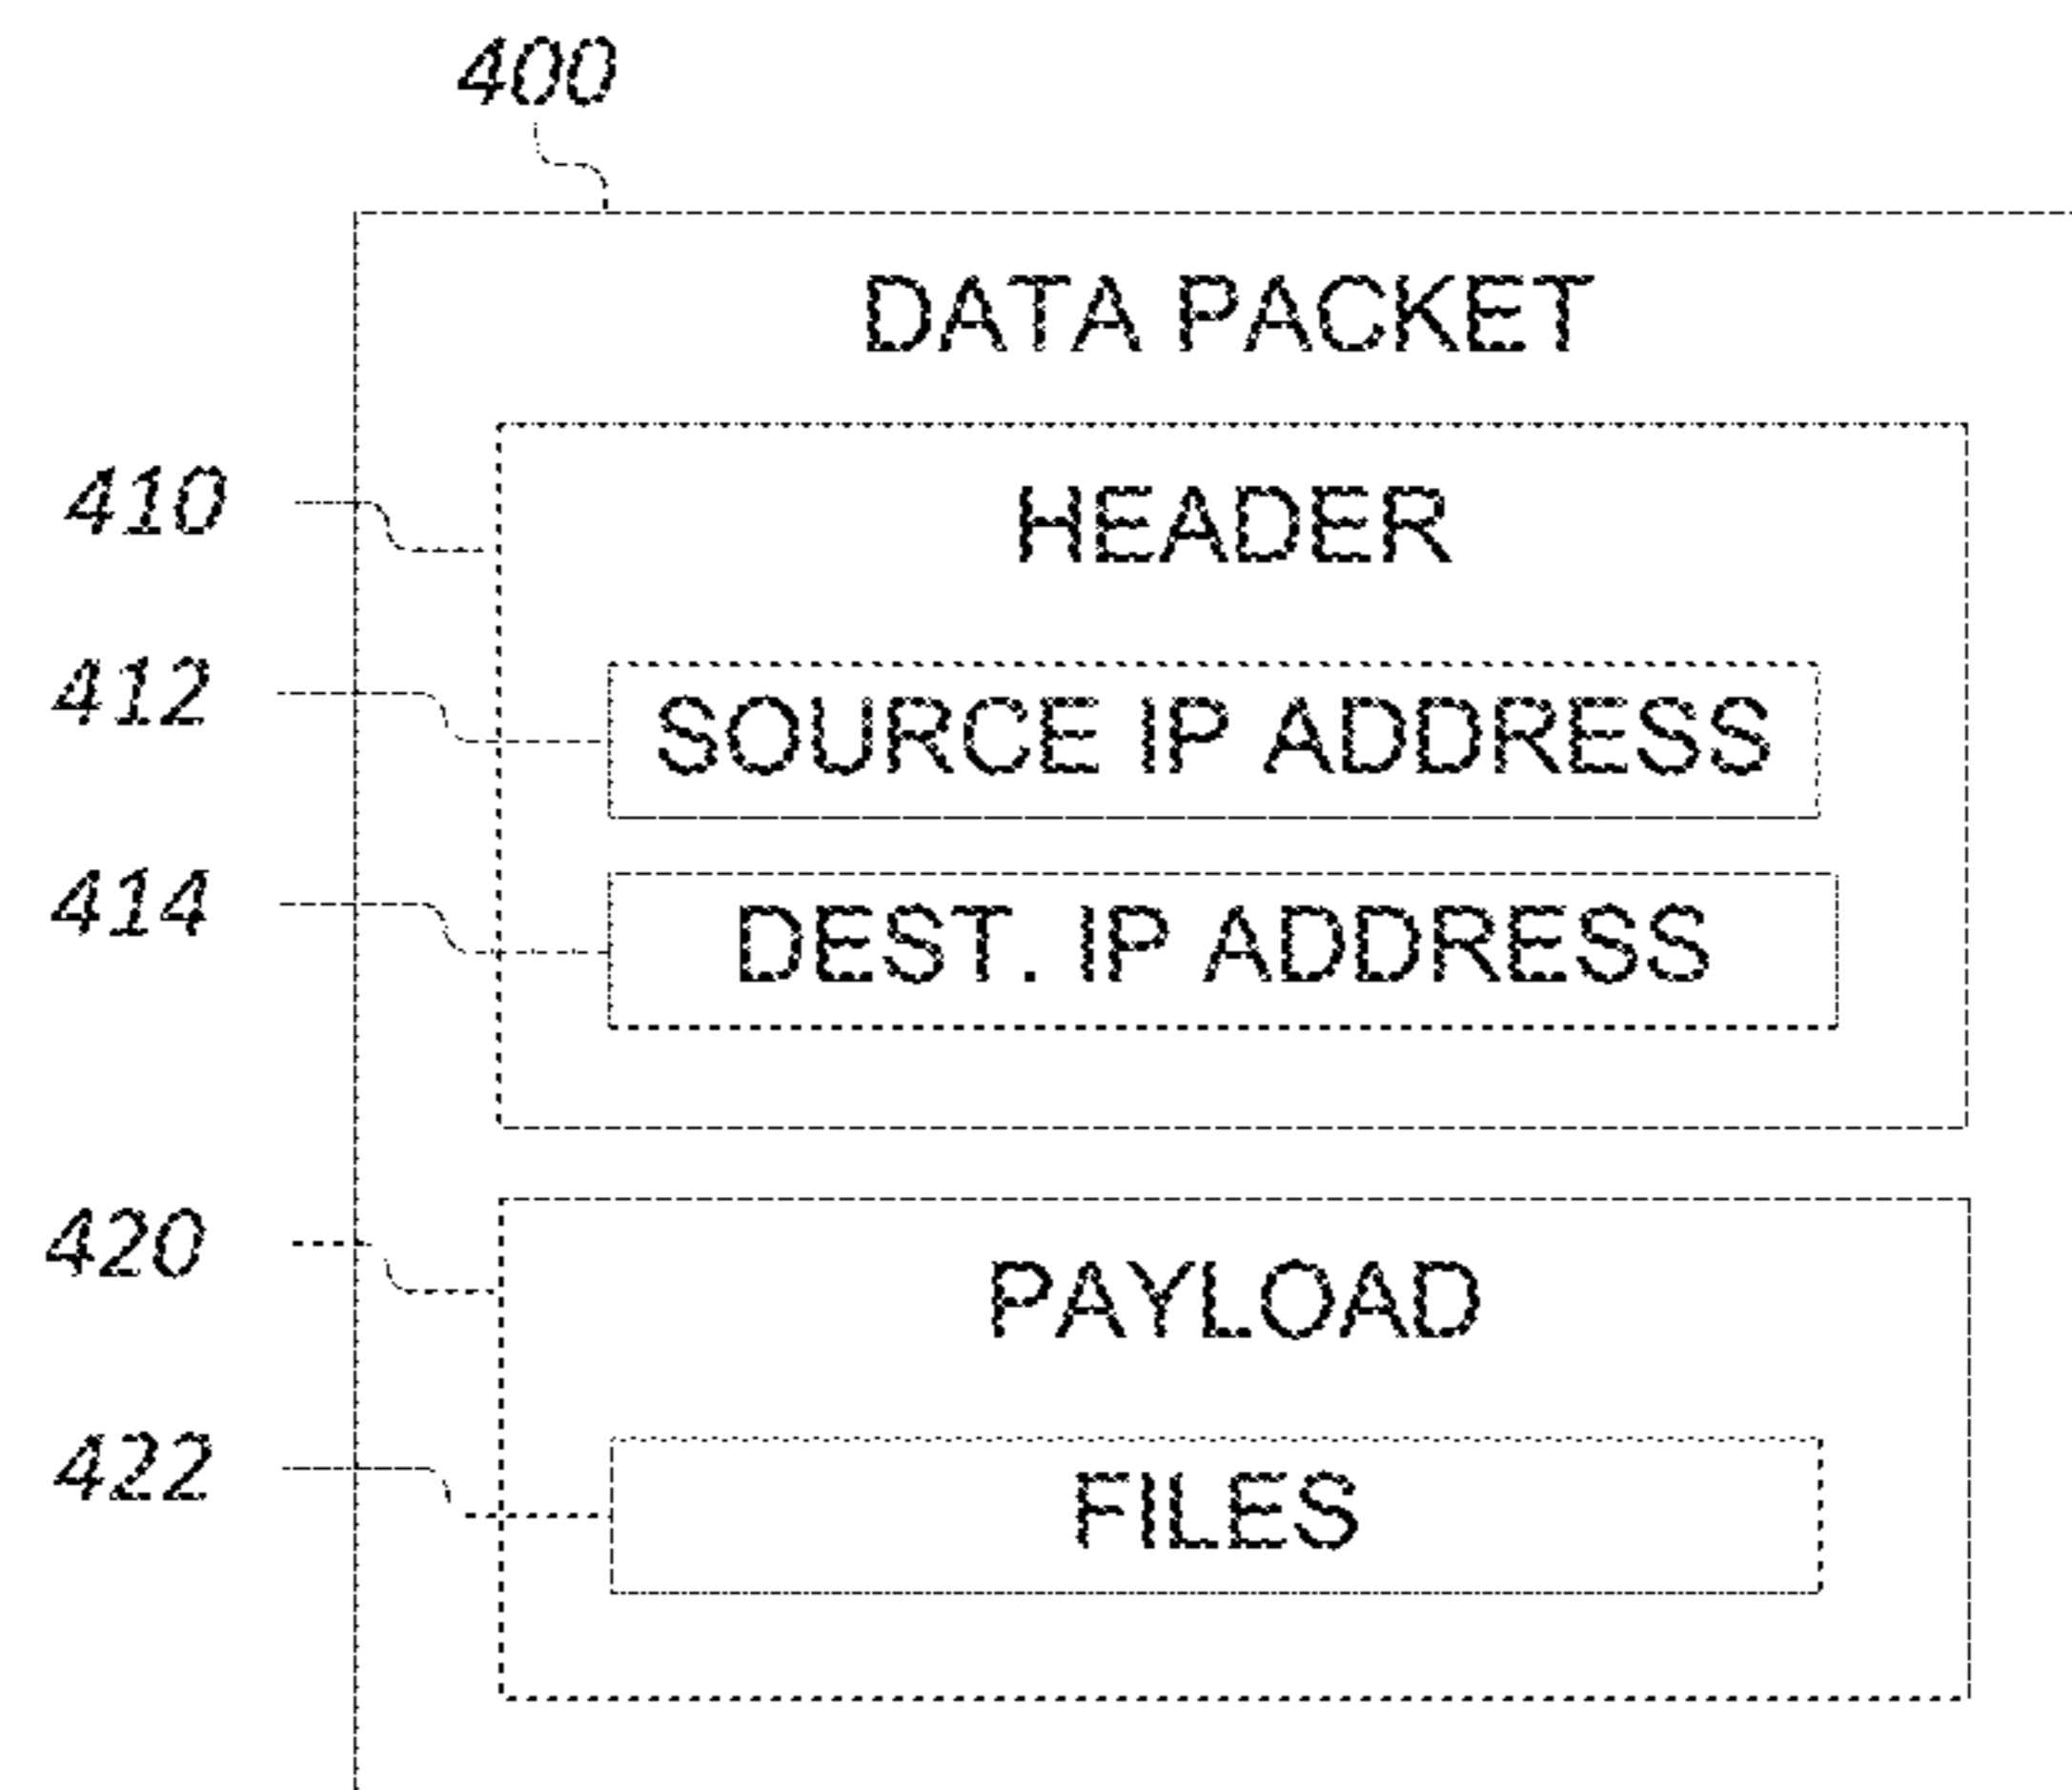 400
DATA PACKET
410
HEADER
412
SOURCE IP ADDRESS
414
DEST. IP ADDRESS
420
PAYLOAD
422
FILES